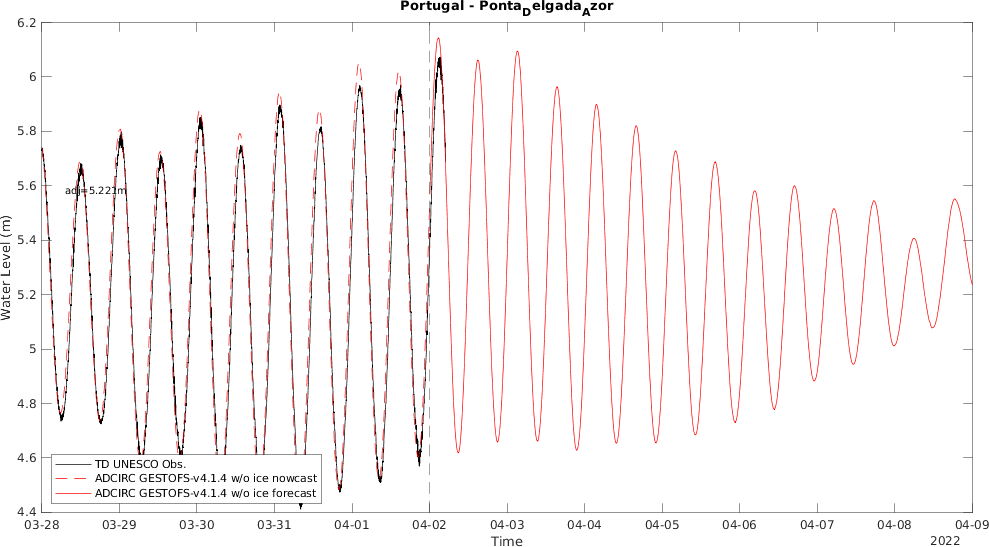 Portugal - PontaDelgadaAzor
6.2
6
5.8
5.6
5.4
5.2
5
4.8
4.6
4.4
Water Level (m)
adj=5.221m
TD UNESCO Obs.
ADCIRC GESTOFS-v4.1.4 w/o ice nowcast
ADCIRC GESTOFS-v4.1.4 w/o ice forecast
03-28 03-29 03-30 03-31 04-01 04-02 04-03 04-04 04-05 04-06 04-07 04-08 04-09
Time
2022